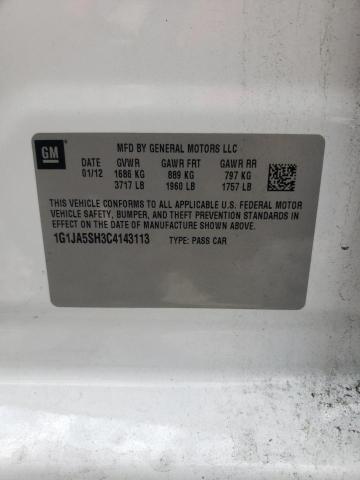 GM
MFD BY GENERAL MOTORS LLC
DATE GVWR GAWR FRT GAWR RR
01/12 1686 KG 889 KG 797 KG
3717 LB 1960 LB 1757 LB
THIS VEHICLE CONFORMS TO ALL APPLICABLE U.S. FEDERAL MOTOR
VEHICLE SAFETY, BUMPER, AND THEFT PREVENTION STANDARDS
IN EFFECT ON THE DATE OF MANUFACTURE SHOWN ABOVE.
1G1JA5SH3C4143113 TYPE: PASS CAR